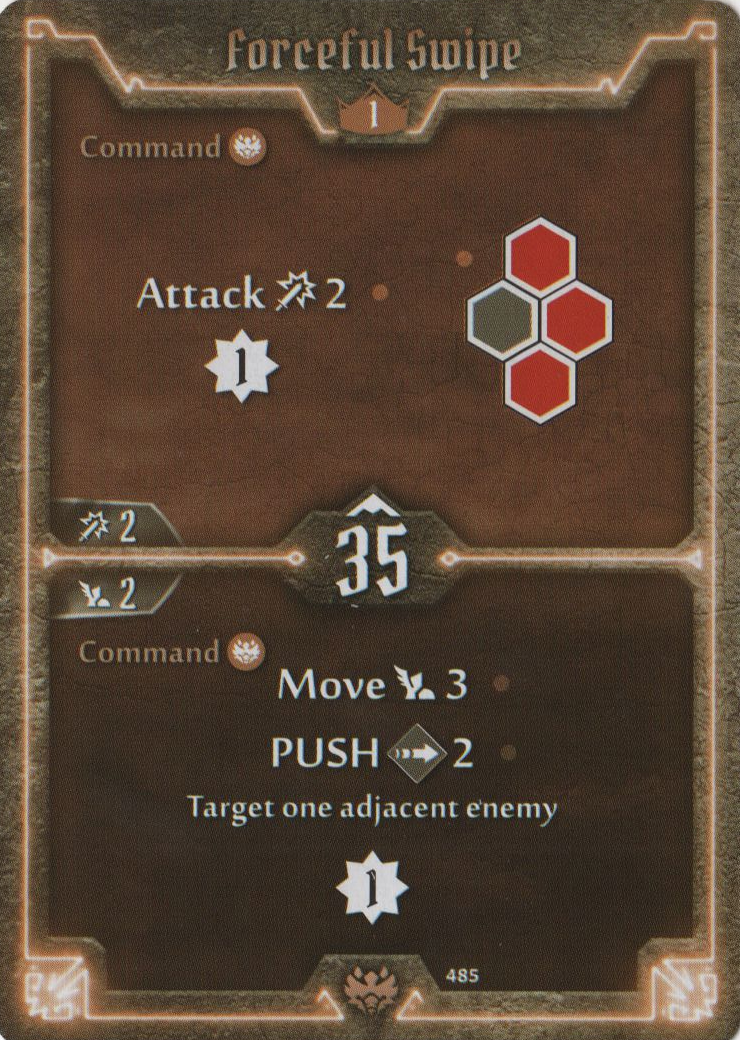 Forceful Swipe
1
Command
Attack 2
1
2
35
2
Command
Move 3
PUSH 2
Target one adjacent enemy
1
485